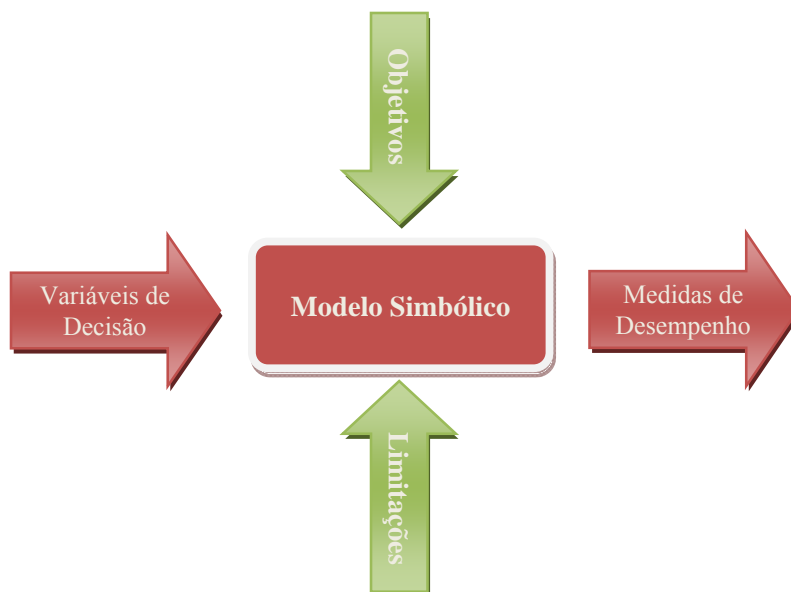 Objetivos
Variáveis de
Decisão
Modelo Simbólico
Medidas de
Desempenho
Limitações